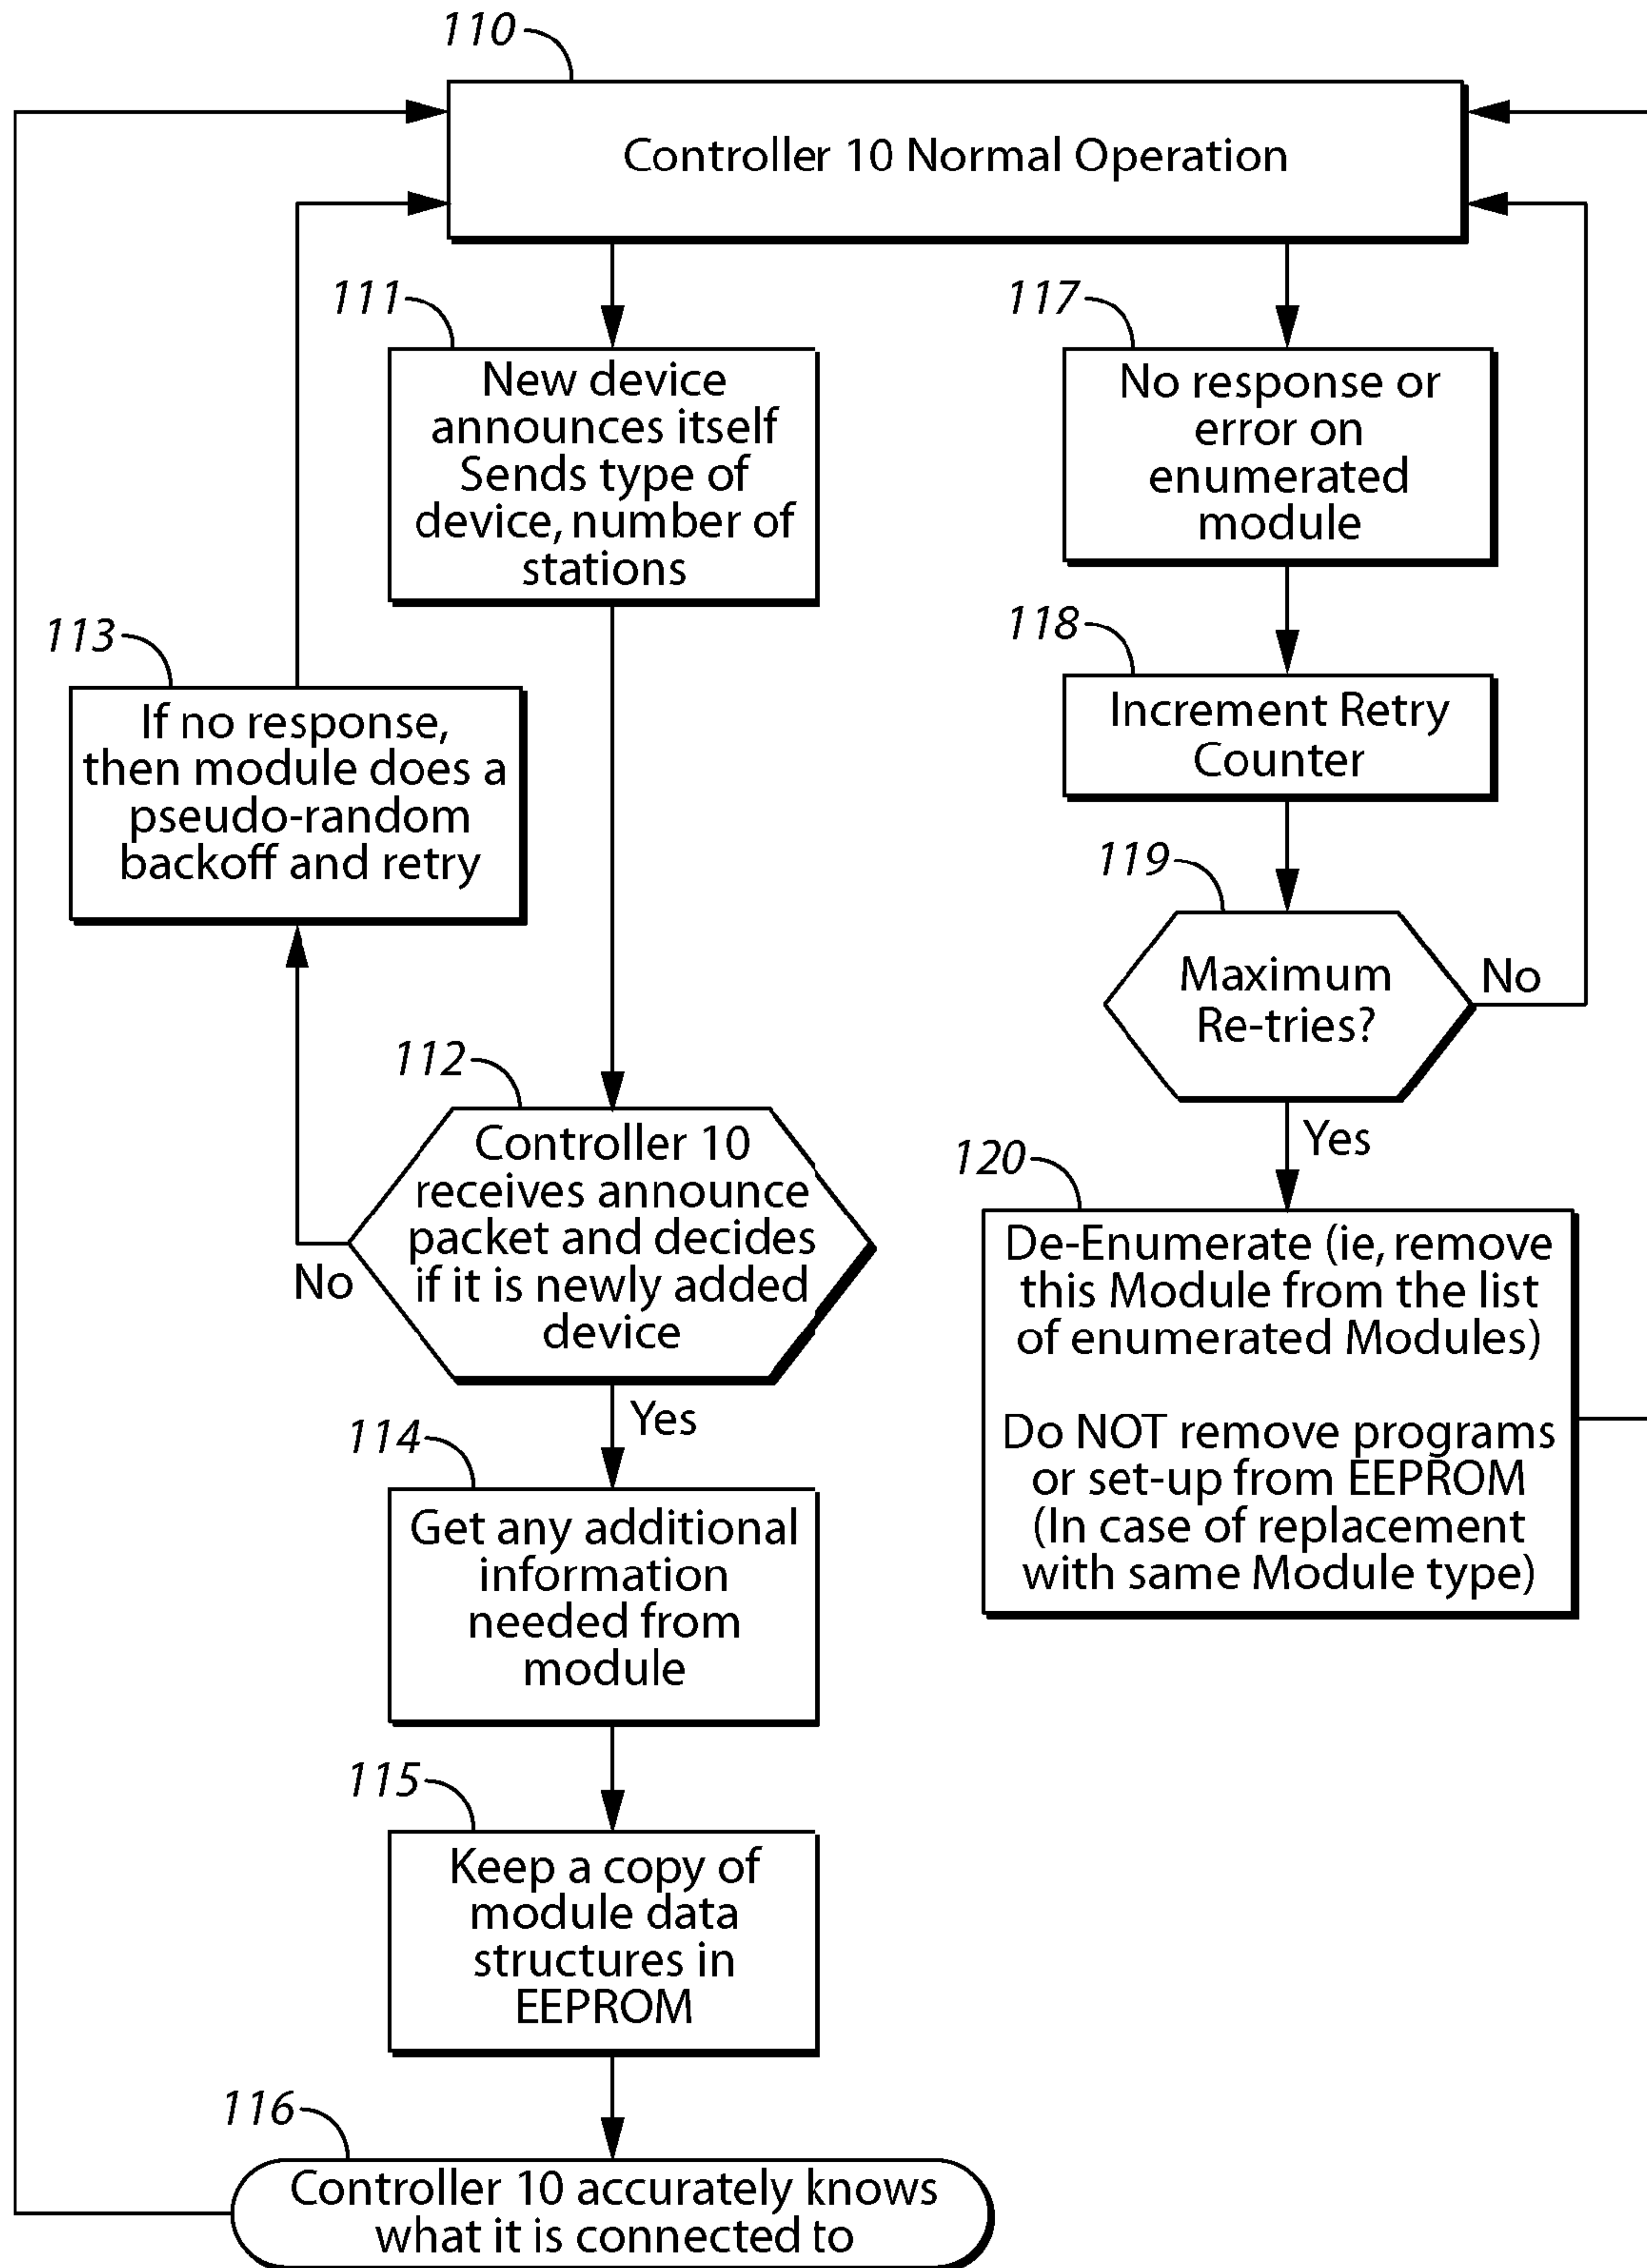 110
Controller 10 Normal Operation
111
New device
announces itself
Sends type of
device, number of
stations
117
No response or
error on
enumerated
module
113
If no response,
then module does a
pseudo-random
backoff and retry
118
Increment Retry
Counter
119
Maximum
Re-tries?
No
Yes
112
Controller 10
receives announce
packet and decides
if it is newly added
device
No
Yes
120
De-Enumerate (ie, remove
this Module from the list
of enumerated Modules)
Do NOT remove programs
or set-up from EEPROM
(In case of replacement
with same Module type)
114
Get any additional
information
needed from
module
115
Keep a copy of
module data
structures in
EEPROM
116
Controller 10 accurately knows
what it is connected to